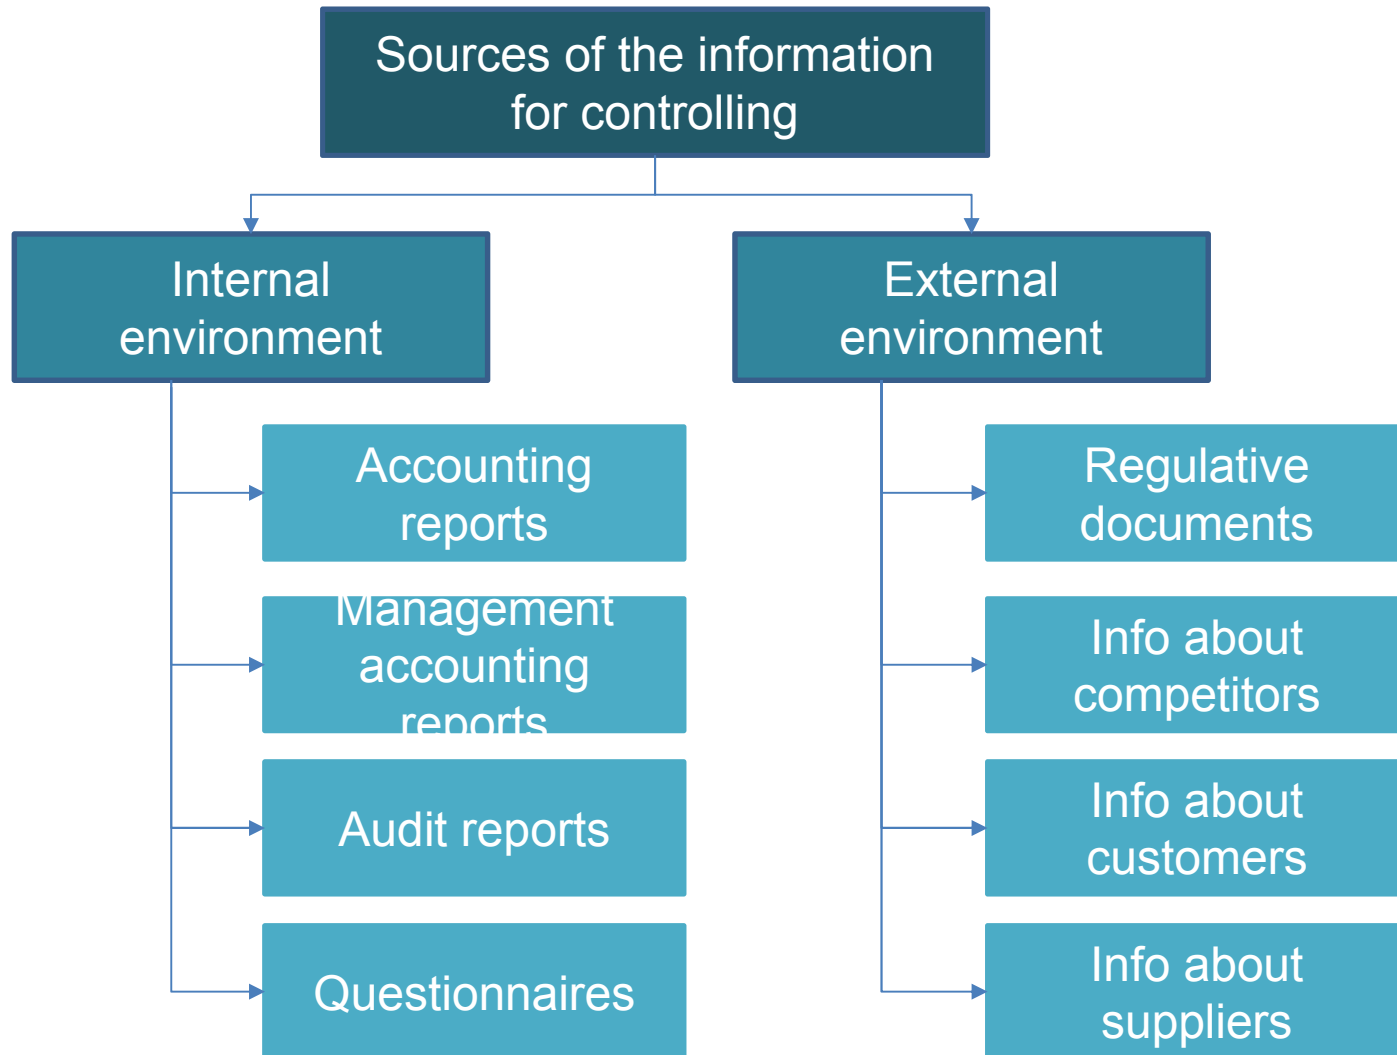 Sources of the information
for controlling
Internal
environment
External
environment
Accounting
reports
Management
accounting
reports
Audit reports
Questionnaires
Regulative
documents
Info about
competitors
Info about
customers
Info about
suppliers